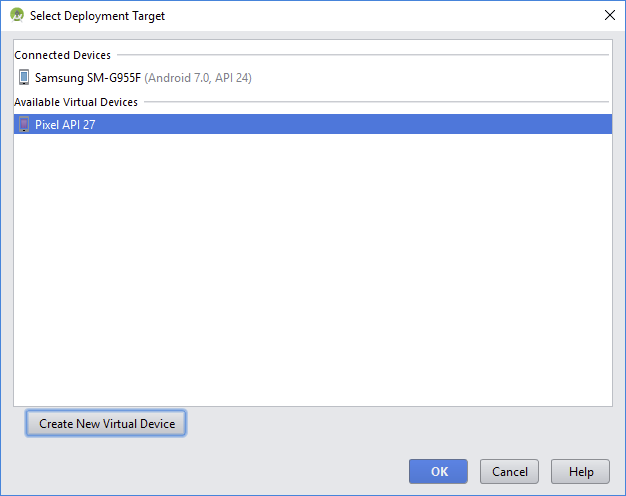 Select Deployment Target
Connected Devices
Samsung SM-G955F (Android 7.0, API 24)
Available Virtual Devices
Pixel API 27
Create New Virtual Device
OK Cancel Help